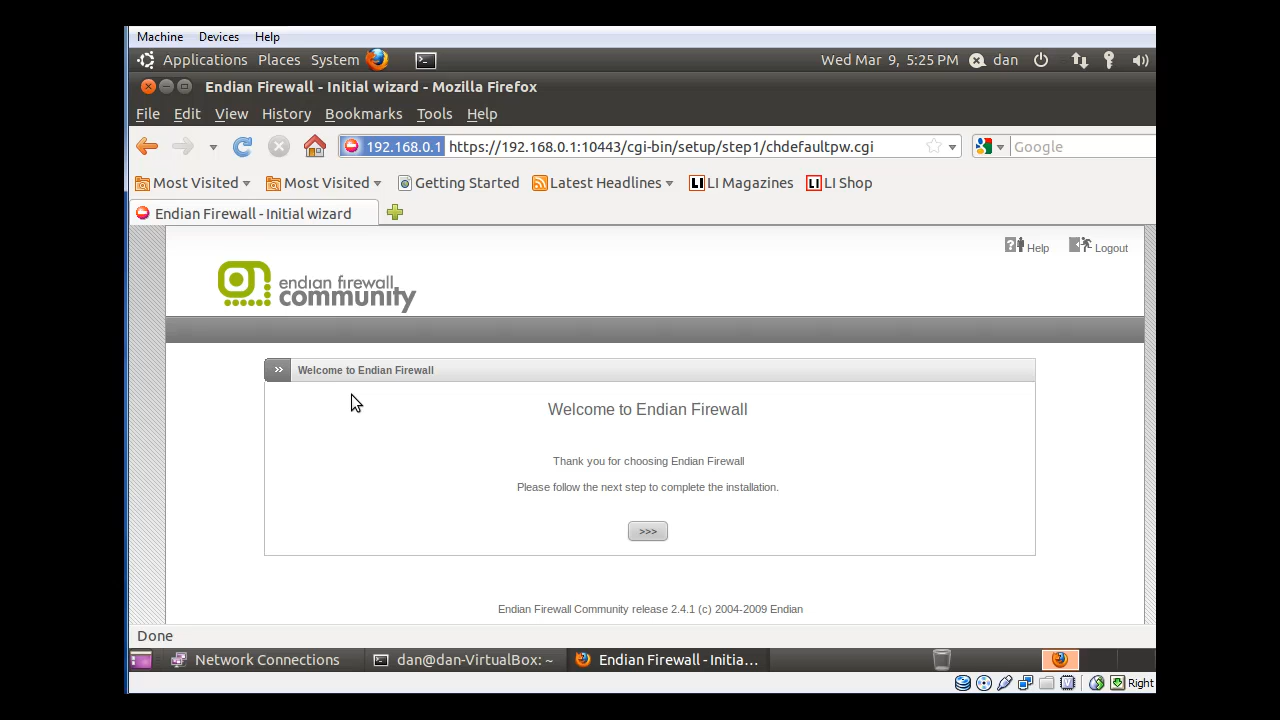 Machine Devices Help
Applications Places System Wed Mar 9, 5:25 PM dan
Endian Firewall - Initial wizard - Mozilla Firefox
File Edit View History Bookmarks Tools Help
192.168.0.1 https://192.168.0.1:10443/cgi-bin/setup/step1/chdefaultpw.cgi Google
Most Visited Most Visited Getting Started Latest Headlines LI LI Magazines LI LI Shop
Endian Firewall - Initial wizard
Help Logout
endian firewall
community
>> Welcome to Endian Firewall
Welcome to Endian Firewall
Thank you for choosing Endian Firewall
Please follow the next step to complete the installation.
>>>
Endian Firewall Community release 2.4.1 (c) 2004-2009 Endian
Done
Network Connections dan@dan-VirtualBox: ~ Endian Firewall - Initia...
Right